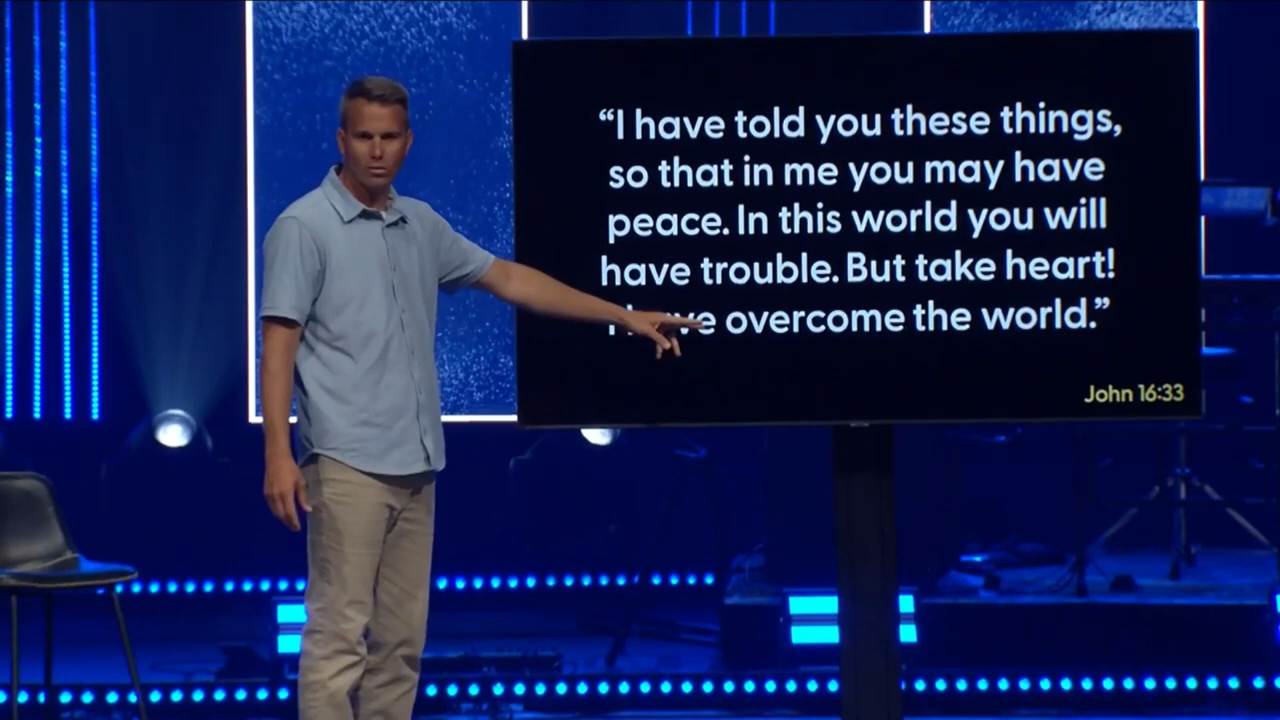 “I have told you these things,
so that in me you may have
peace. In this world you will
have trouble. But take heart!
I have overcome the world.”
John 16:33